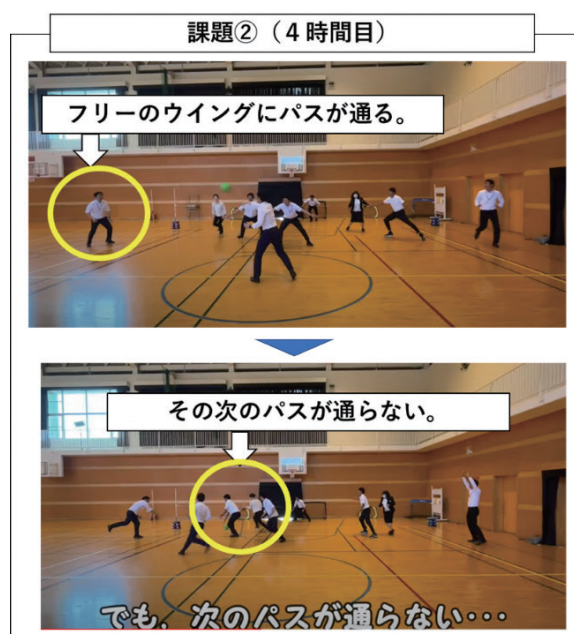 課題②（４時間目）
フリーのウイングにパスが通る。
その次のパスが通らない。
でも、次のパスが通らない･･･